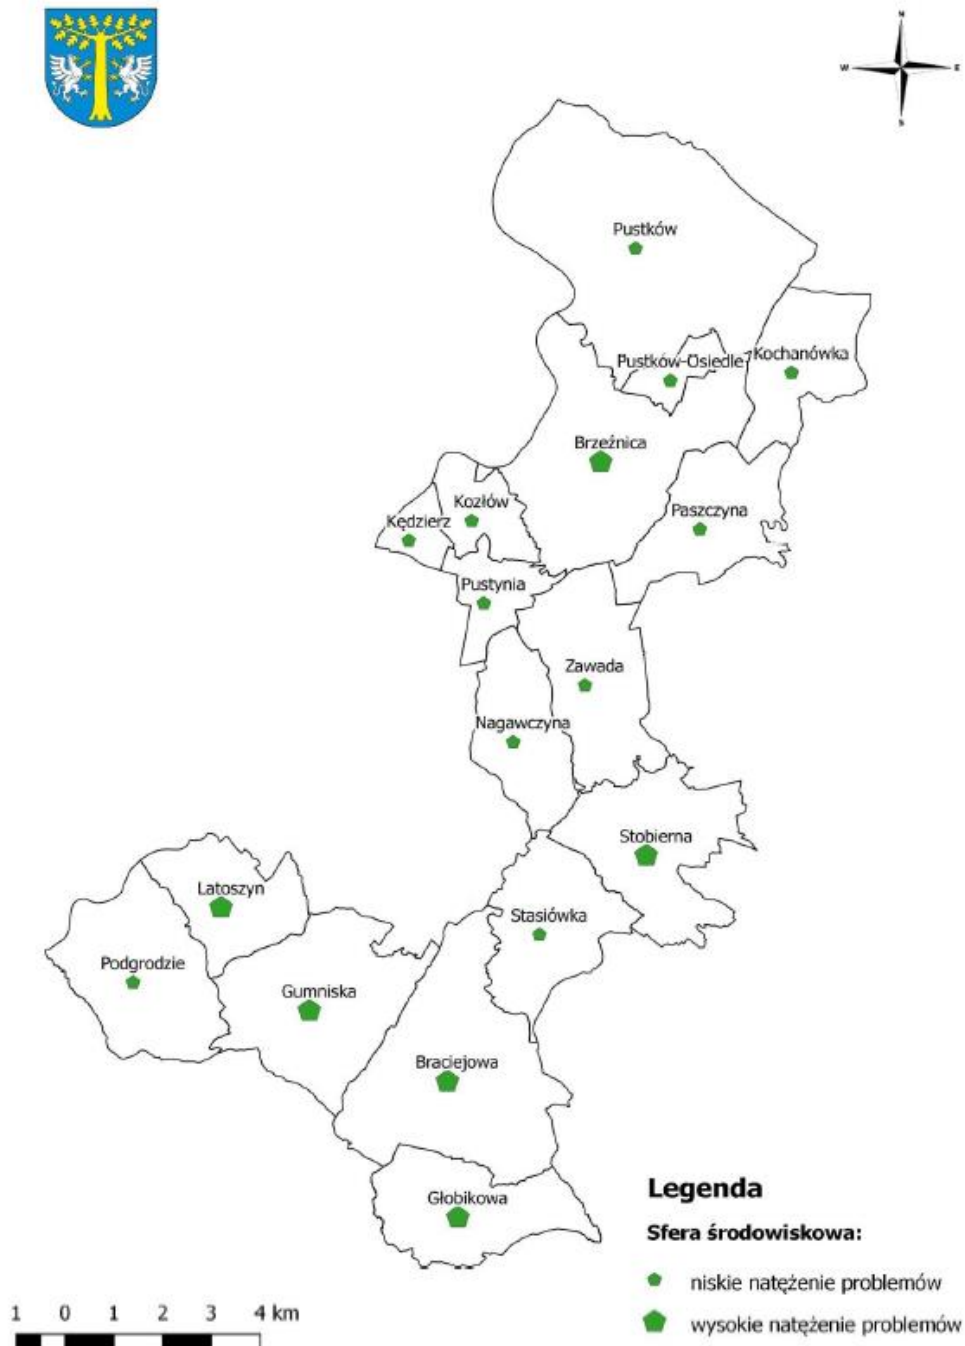 N
W E
S
Pustków
Pustków-Osiedle
Kochanówka
Brzeźnica
Kozłów
Kędzierz
Paszczyna
Pustynia
Zawada
Nagawczyna
Stobierna
Latoszyn
Stasiówka
Podgrodzie
Gumniska
Braciejowa
Głobikowa
Legenda
Sfera środowiskowa:
niskie natężenie problemów
wysokie natężenie problemów
1 0 1 2 3 4 km